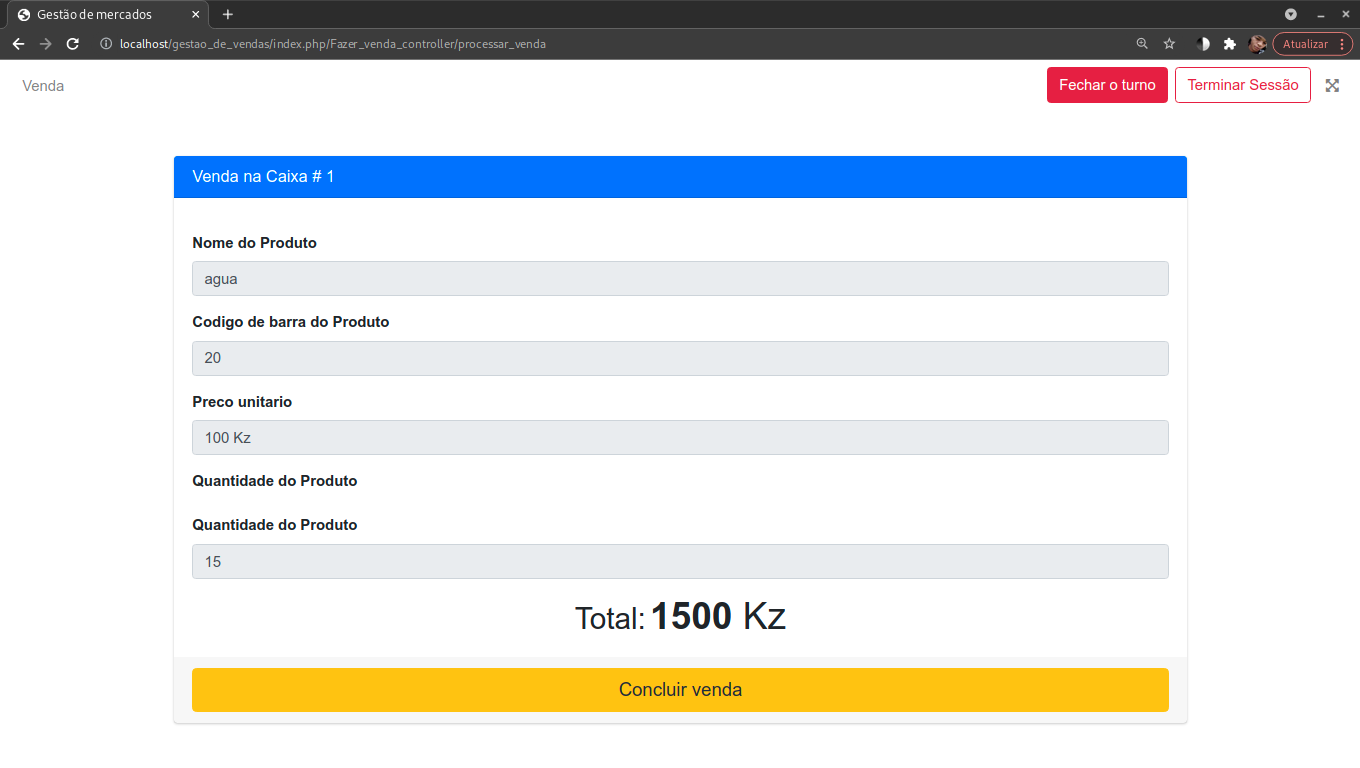 Gestão de mercados
localhost/gestao_de_vendas/index.php/Fazer_venda_controller/processar_venda
Atualizar
Venda
Fechar o turno
Terminar Sessão
Venda na Caixa # 1
Nome do Produto
agua
Codigo de barra do Produto
20
Preco unitario
100 Kz
Quantidade do Produto
Quantidade do Produto
15
Total: 1500 Kz
Concluir venda